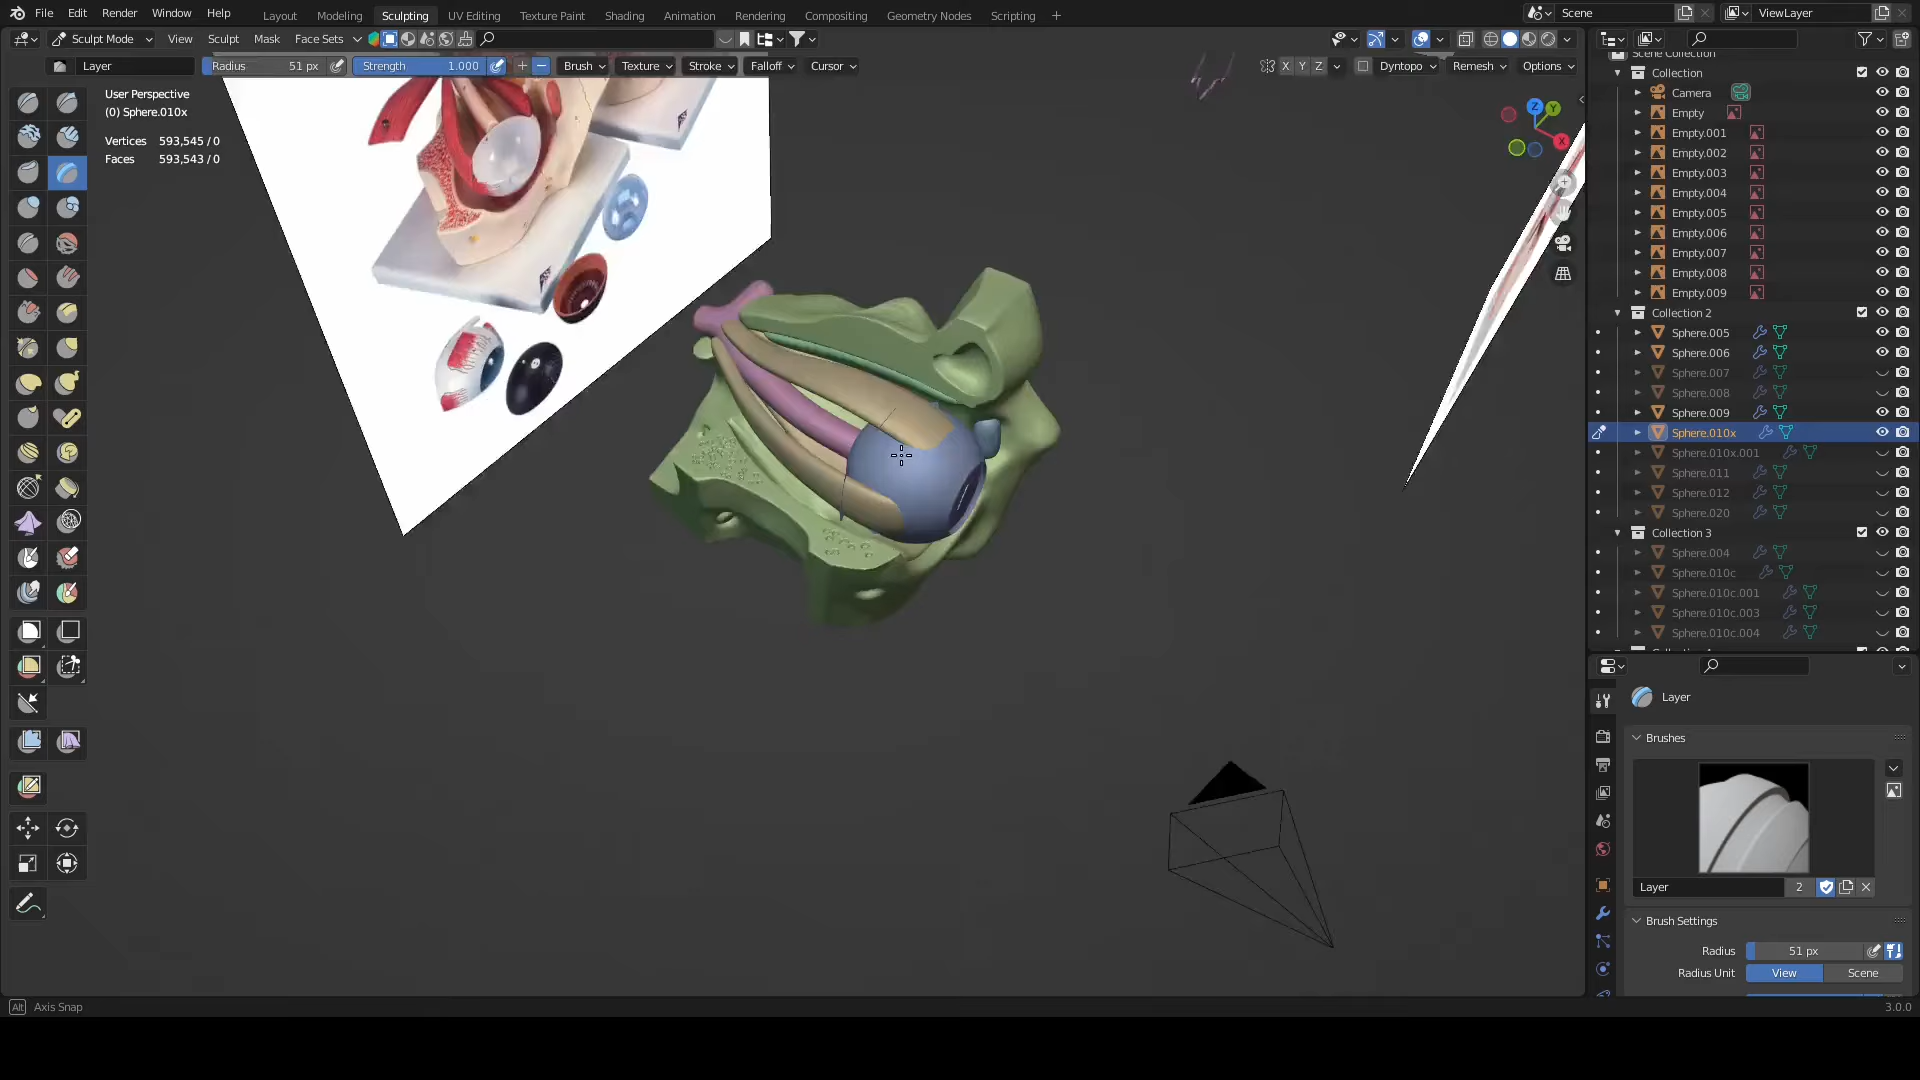 File Edit Render Window Help Layout Modeling Sculpting UV Editing Texture Paint Shading Animation Rendering Compositing Geometry Nodes Scripting + Scene ViewLayer
Sculpt Mode View Sculpt Mask Face Sets
Layer Radius 51 px Strength 1.000 Brush Texture Stroke Falloff Cursor X Y Z Dyntopo Remesh Options
User Perspective
(0) Sphere.010x
Vertices 593,545 / 0
Faces 593,543 / 0
Z Y X
Scene Collection
Collection
Camera
Empty
Empty.001
Empty.002
Empty.003
Empty.004
Empty.005
Empty.006
Empty.007
Empty.008
Empty.009
Collection 2
Sphere.005
Sphere.006
Sphere.007
Sphere.008
Sphere.009
Sphere.010x
Sphere.010x.001
Sphere.011
Sphere.012
Sphere.020
Collection 3
Sphere.004
Sphere.010c
Sphere.010c.001
Sphere.010c.003
Sphere.010c.004
Layer
Brushes
Layer 2
Brush Settings
Radius 51 px
Radius Unit View Scene
Alt Axis Snap 3.0.0